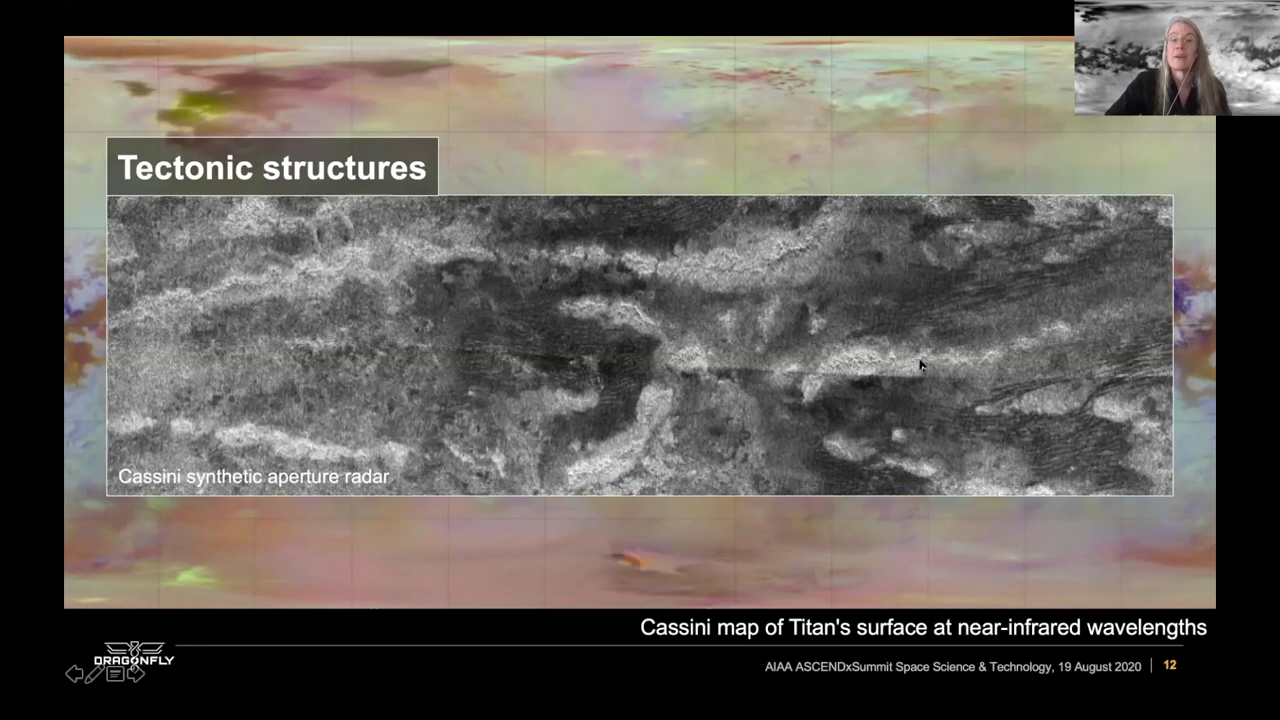 Tectonic structures
Cassini synthetic aperture radar
Cassini map of Titan's surface at near-infrared wavelengths
DRAGONFLY
AIAA ASCENDxSummit Space Science & Technology, 19 August 2020 | 12